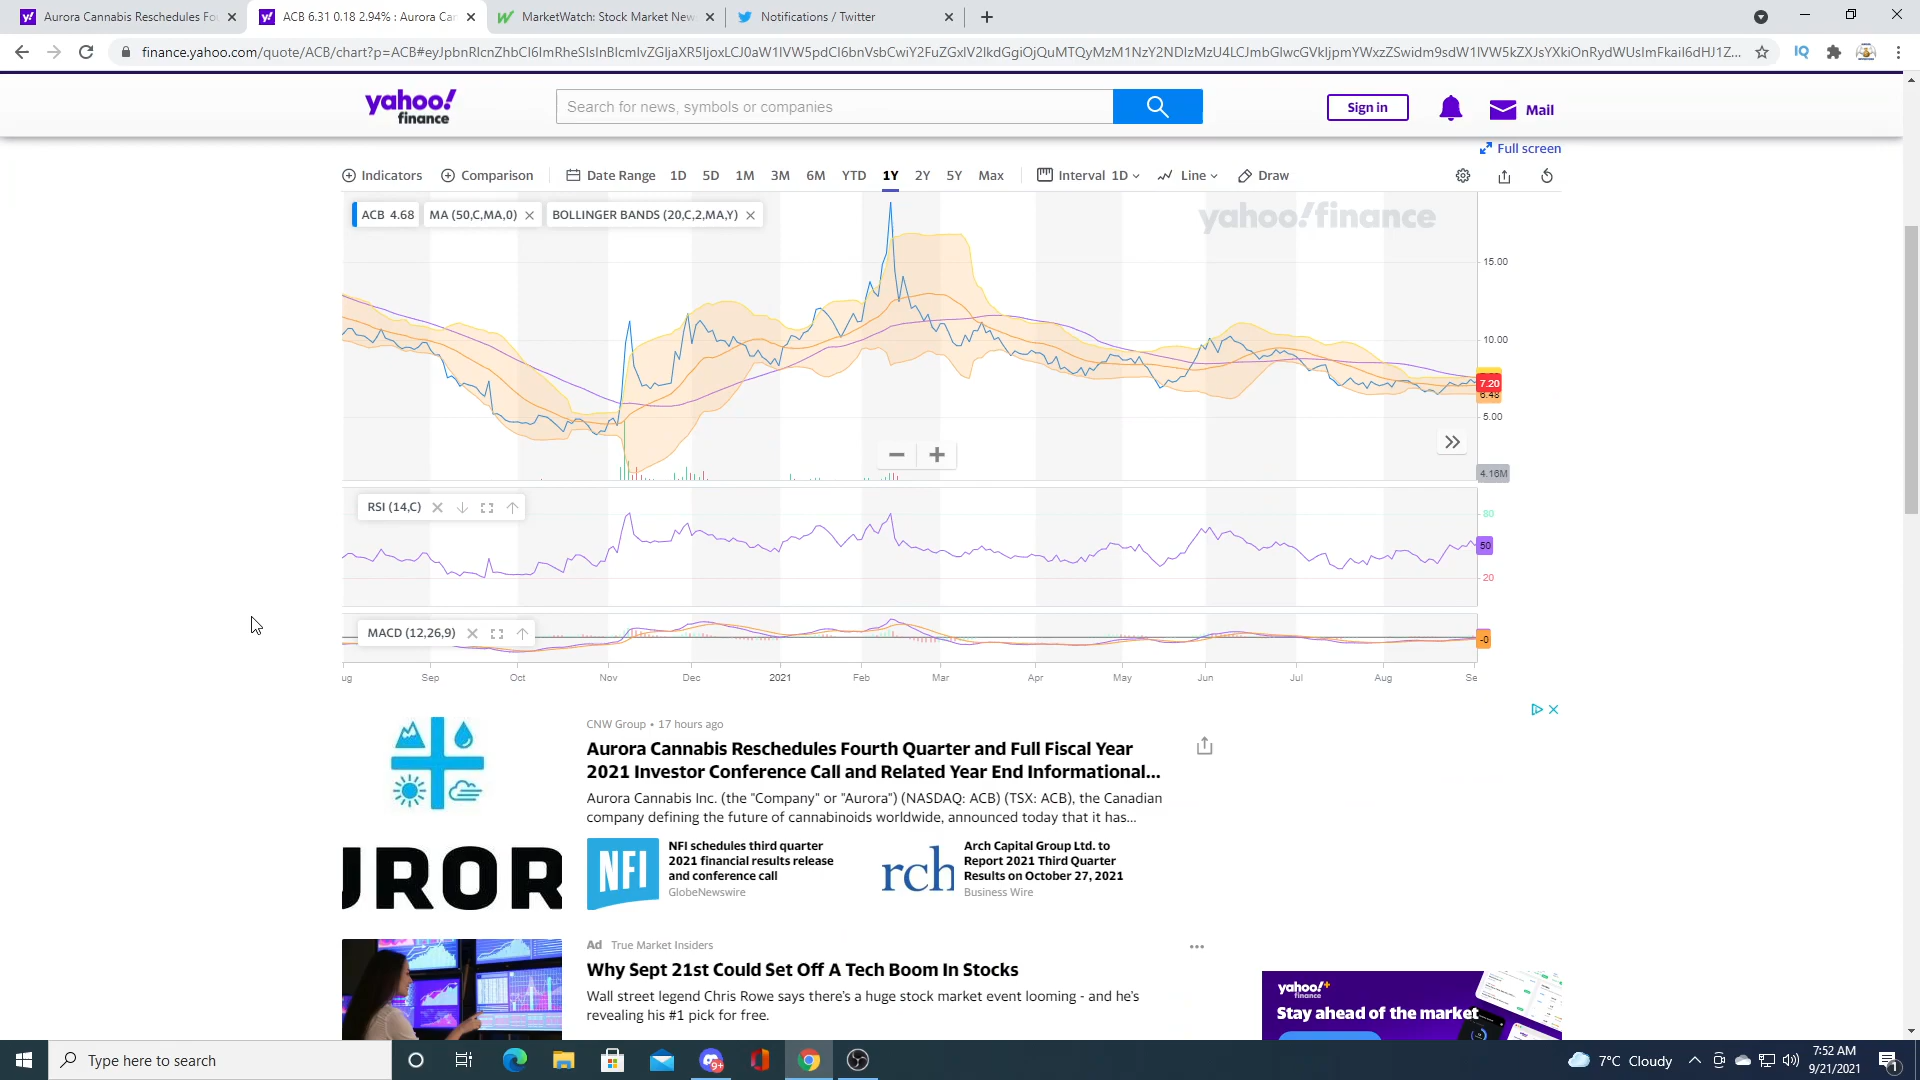 Aurora Cannabis Reschedules Fo
ACB 6.31 0.18 2.94% : Aurora Can
MarketWatch: Stock Market New
Notifications / Twitter
yahoo!
finance
Search for news, symbols or companies
Sign in
Mail
Full screen
Indicators
Comparison
Date Range
1D
5D
1M
3M
6M
YTD
1Y
2Y
5Y
Max
Interval 1D
Line
Draw
ACB 4.68
MA (50,C,MA,0)
BOLLINGER BANDS (20,C,2,MA,Y)
yahoo!finance
15.00
10.00
7.20
6.48
5.00
4.16M
RSI (14,C)
80
50
20
MACD (12,26,9)
-0
ug
Sep
Oct
Nov
Dec
2021
Feb
Mar
Apr
May
Jun
Jul
Aug
Se
CNW Group • 17 hours ago
Aurora Cannabis Reschedules Fourth Quarter and Full Fiscal Year
2021 Investor Conference Call and Related Year End Informational...
Aurora Cannabis Inc. (the "Company" or "Aurora") (NASDAQ: ACB) (TSX: ACB), the Canadian
company defining the future of cannabinoids worldwide, announced today that it has...
UROR
NFI
NFI schedules third quarter
2021 financial results release
and conference call
GlobeNewswire
rch
Arch Capital Group Ltd. to
Report 2021 Third Quarter
Results on October 27, 2021
Business Wire
Ad True Market Insiders
Why Sept 21st Could Set Off A Tech Boom In Stocks
Wall street legend Chris Rowe says there's a huge stock market event looming - and he's
revealing his #1 pick for free.
yahoo!+
finance
Stay ahead of the market
Type here to search
9+
7°C Cloudy
7:52 AM
9/21/2021
1